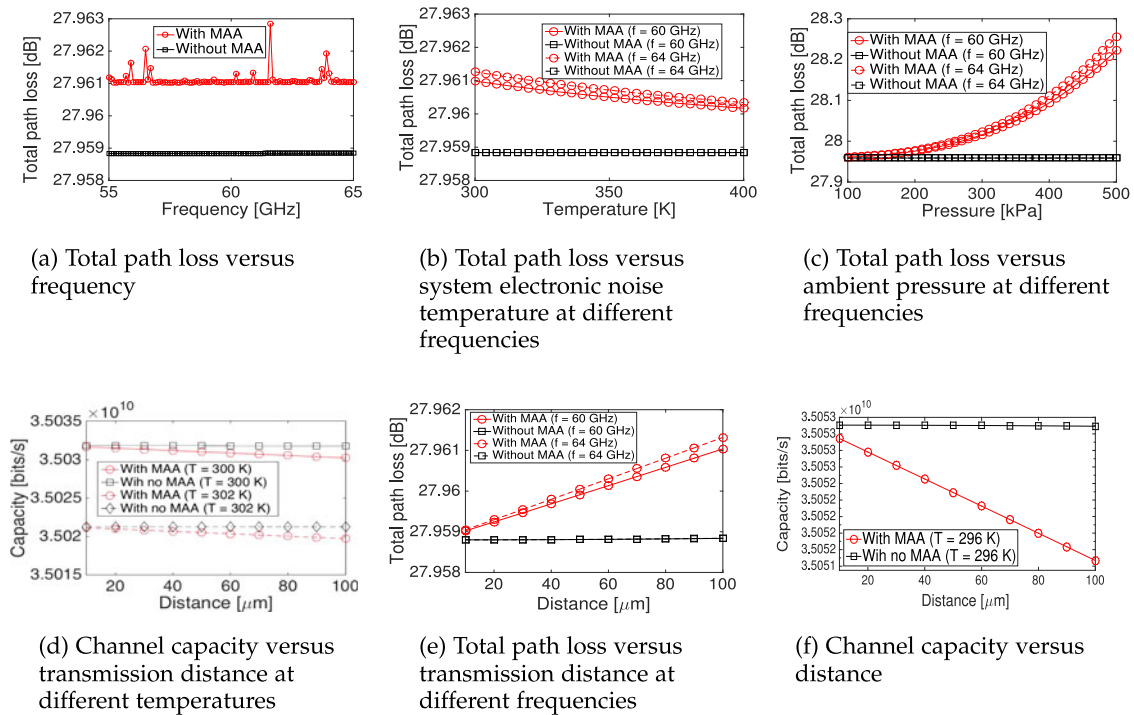 27.963
27.962
27.961
27.96
27.959
27.958
Total path loss [dB]
With MAA
Without MAA
55
60
65
Frequency [GHz]
(a) Total path loss versus
frequency
27.963
27.962
27.961
27.96
27.959
27.958
Total path loss [dB]
With MAA (f = 60 GHz)
Without MAA (f = 60 GHz)
With MAA (f = 64 GHz)
Without MAA (f = 64 GHz)
300
350
400
Temperature [K]
(b) Total path loss versus
system electronic noise
temperature at different
frequencies
28.3
28.2
28.1
28
27.9
Total path loss [dB]
With MAA (f = 60 GHz)
Without MAA (f = 60 GHz)
With MAA (f = 64 GHz)
Without MAA (f = 64 GHz)
100
200
300
400
500
Pressure [kPa]
(c) Total path loss versus
ambient pressure at different
frequencies
×10^10
3.5035
3.503
3.5025
3.502
3.5015
Capacity [bits/s]
With MAA (T = 300 K)
Wih no MAA (T = 300 K)
With MAA (T = 302 K)
With no MAA (T = 302 K)
20
40
60
80
100
Distance [μm]
(d) Channel capacity versus
transmission distance at
different temperatures
27.962
27.961
27.96
27.959
27.958
Total path loss [dB]
With MAA (f = 60 GHz)
Without MAA (f = 60 GHz)
With MAA (f = 64 GHz)
Without MAA (f = 64 GHz)
20
40
60
80
100
Distance [μm]
(e) Total path loss versus
transmission distance at
different frequencies
×10^10
3.5053
3.5053
3.5053
3.5052
3.5052
3.5052
3.5052
3.5051
Capacity [bits/s]
With MAA (T = 296 K)
Wih no MAA (T = 296 K)
20
40
60
80
100
Distance [μm]
(f) Channel capacity versus
distance